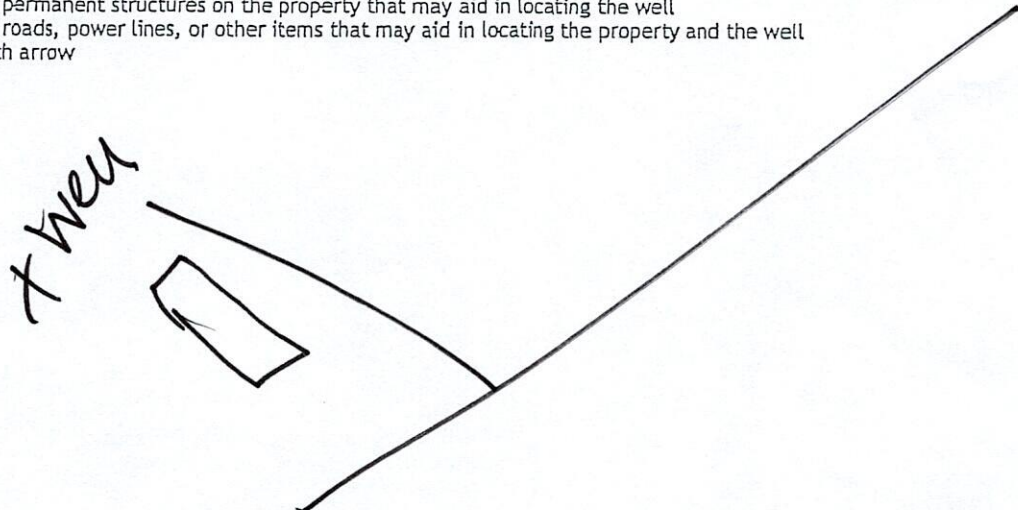 permanent structures on the property that may aid in locating the well
roads, power lines, or other items that may aid in locating the property and the well
th arrow
x Well